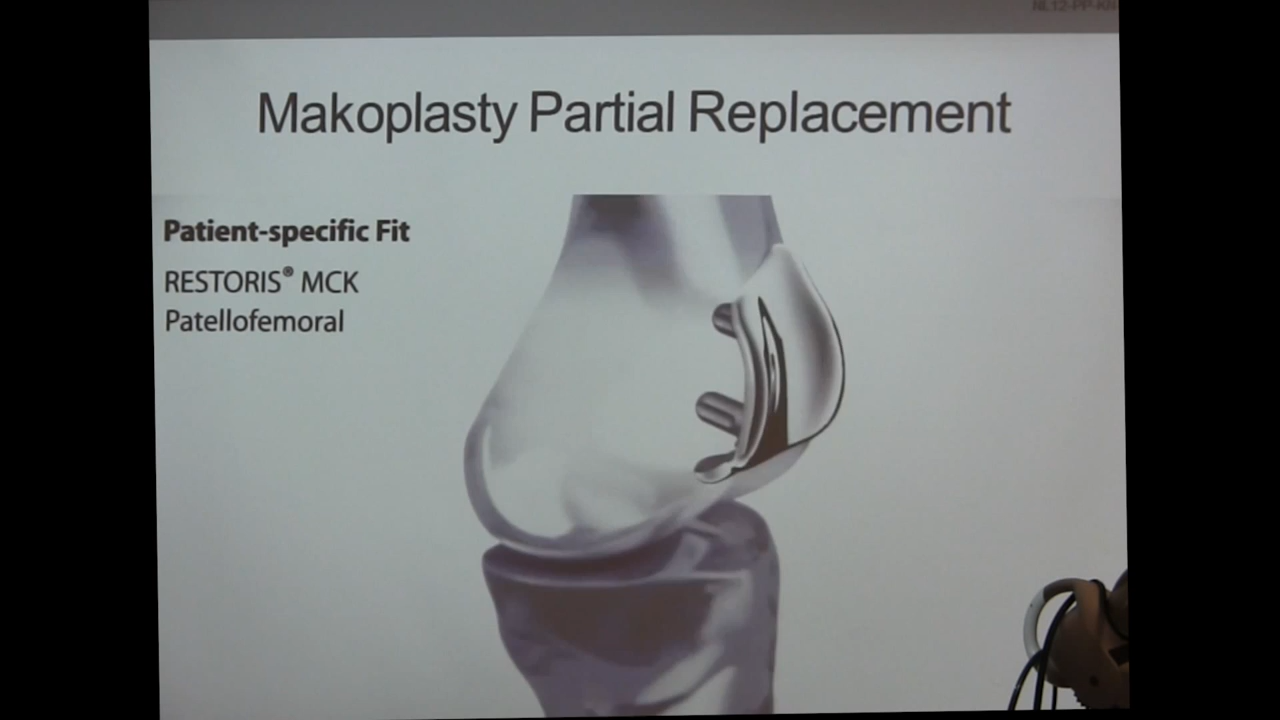 Makoplasty Partial Replacement
Patient-specific Fit
RESTORIS® MCK
Patellofemoral